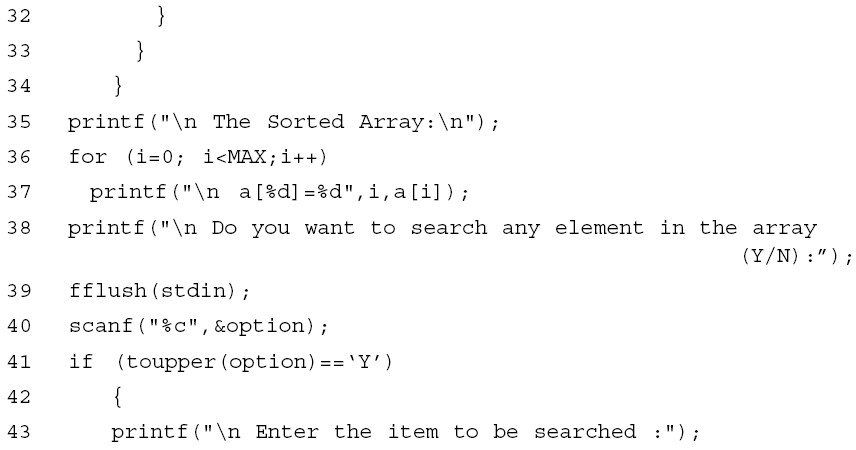 32 }
33 }
34 }
35 printf("\n The Sorted Array:\n");
36 for (i=0; i<MAX;i++)
37 printf("\n a[%d]=%d",i,a[i]);
38 printf("\n Do you want to search any element in the array
(Y/N):”);
39 fflush(stdin);
40 scanf("%c",&option);
41 if (toupper(option)==‘Y’)
42 {
43 printf("\n Enter the item to be searched :");